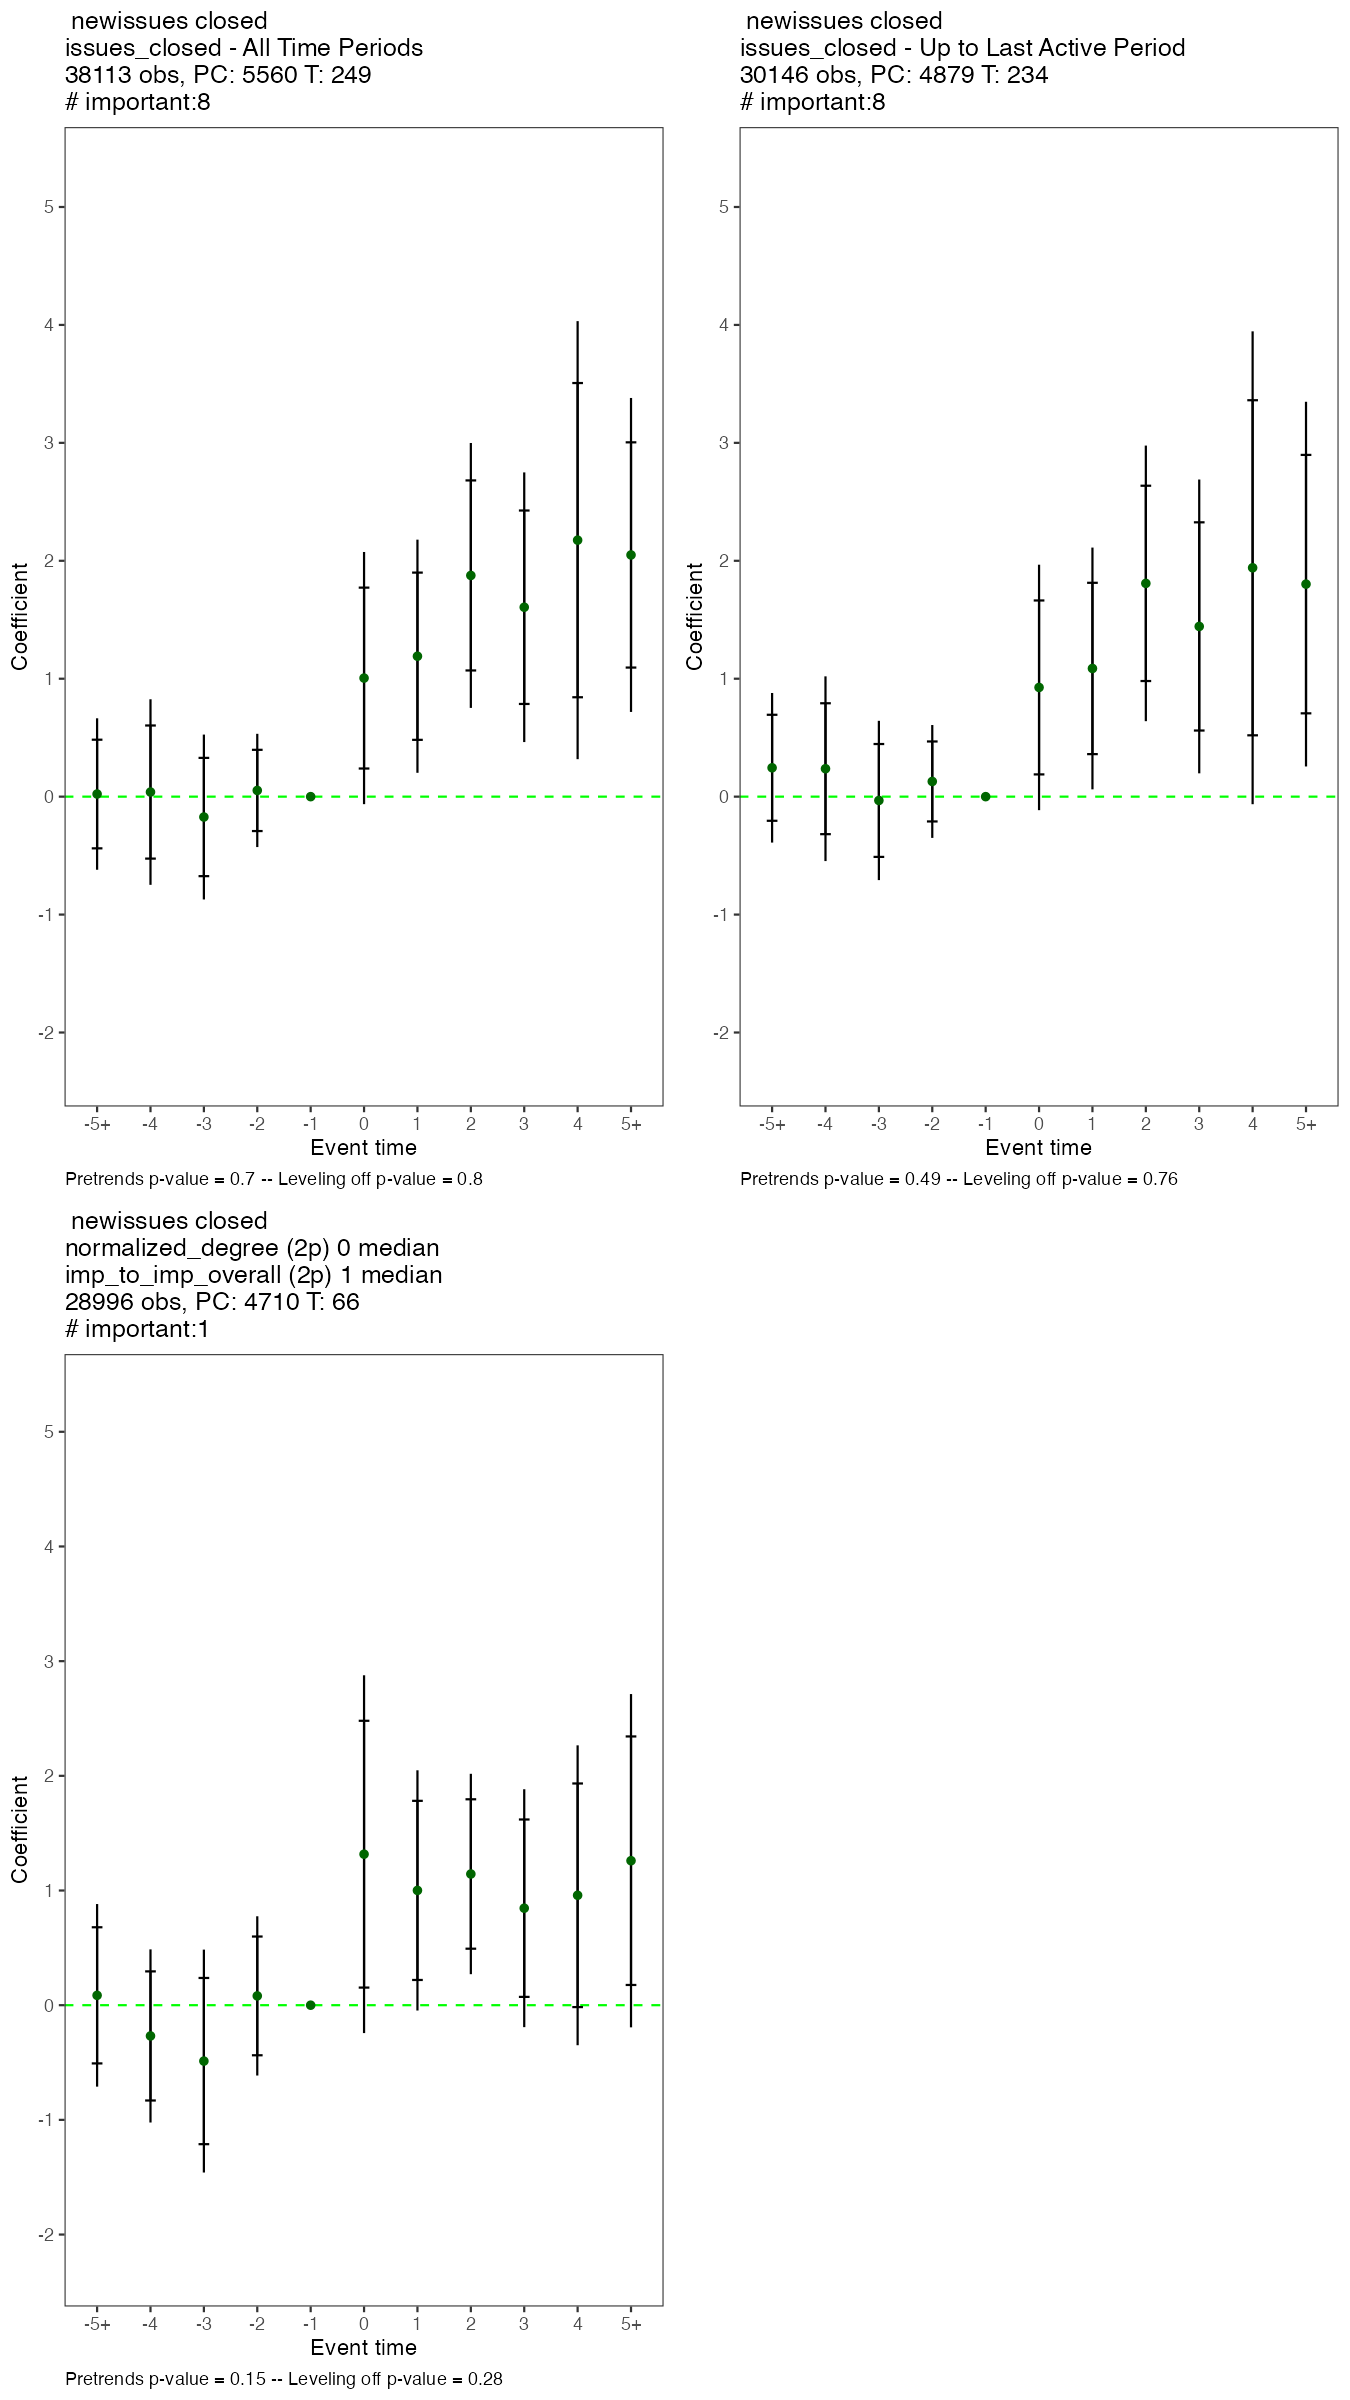 newissues closed
issues_closed - All Time Periods
38113 obs, PC: 5560 T: 249
# important:8
5
4
3
2
1
0
-1
-2
Coefficient
-5+ -4 -3 -2 -1 0 1 2 3 4 5+
Event time
Pretrends p-value = 0.7 -- Leveling off p-value = 0.8
newissues closed
issues_closed - Up to Last Active Period
30146 obs, PC: 4879 T: 234
# important:8
5
4
3
2
1
0
-1
-2
Coefficient
-5+ -4 -3 -2 -1 0 1 2 3 4 5+
Event time
Pretrends p-value = 0.49 -- Leveling off p-value = 0.76
newissues closed
normalized_degree (2p) 0 median
imp_to_imp_overall (2p) 1 median
28996 obs, PC: 4710 T: 66
# important:1
5
4
3
2
1
0
-1
-2
Coefficient
-5+ -4 -3 -2 -1 0 1 2 3 4 5+
Event time
Pretrends p-value = 0.15 -- Leveling off p-value = 0.28